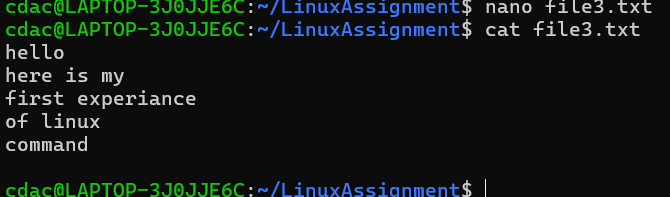 cdac@LAPTOP-3J0JJE6C:~/LinuxAssignment$ nano file3.txt
cdac@LAPTOP-3J0JJE6C:~/LinuxAssignment$ cat file3.txt
hello
here is my
first experiance
of linux
command
cdac@LAPTOP-3J0JJE6C:~/LinuxAssignment$